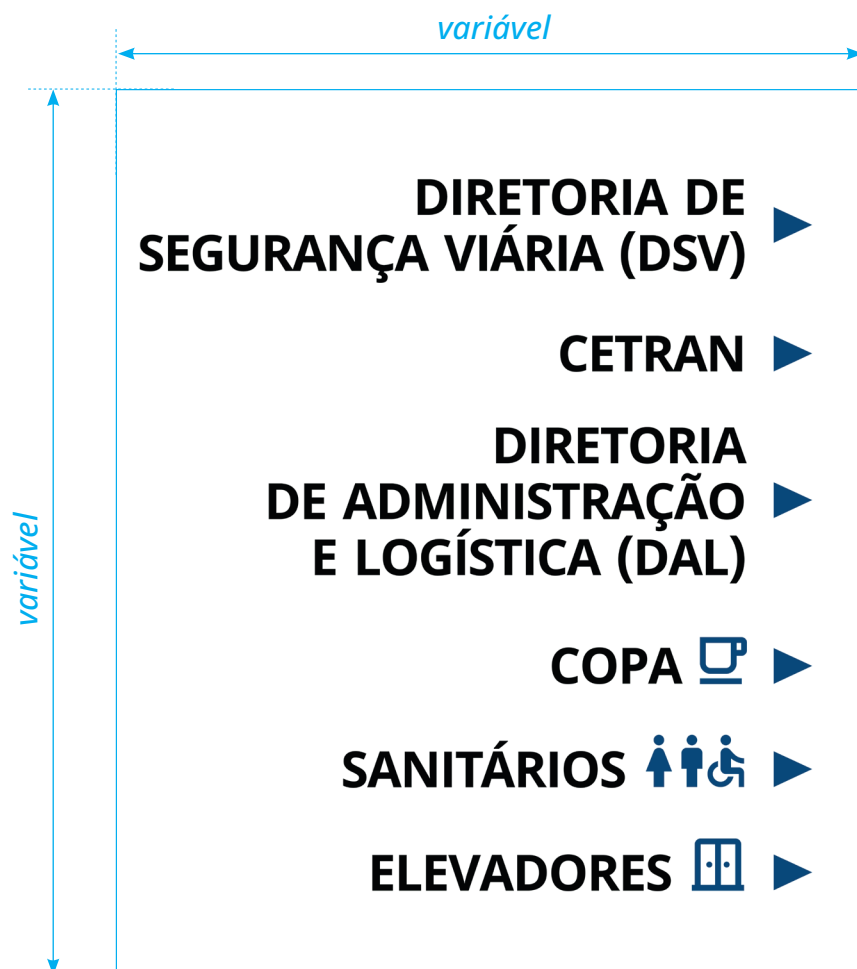 variável
DIRETORIA DE
SEGURANÇA VIÁRIA (DSV)
CETRAN
DIRETORIA
DE ADMINISTRAÇÃO
E LOGÍSTICA (DAL)
variável
COPA
SANITÁRIOS
ELEVADORES